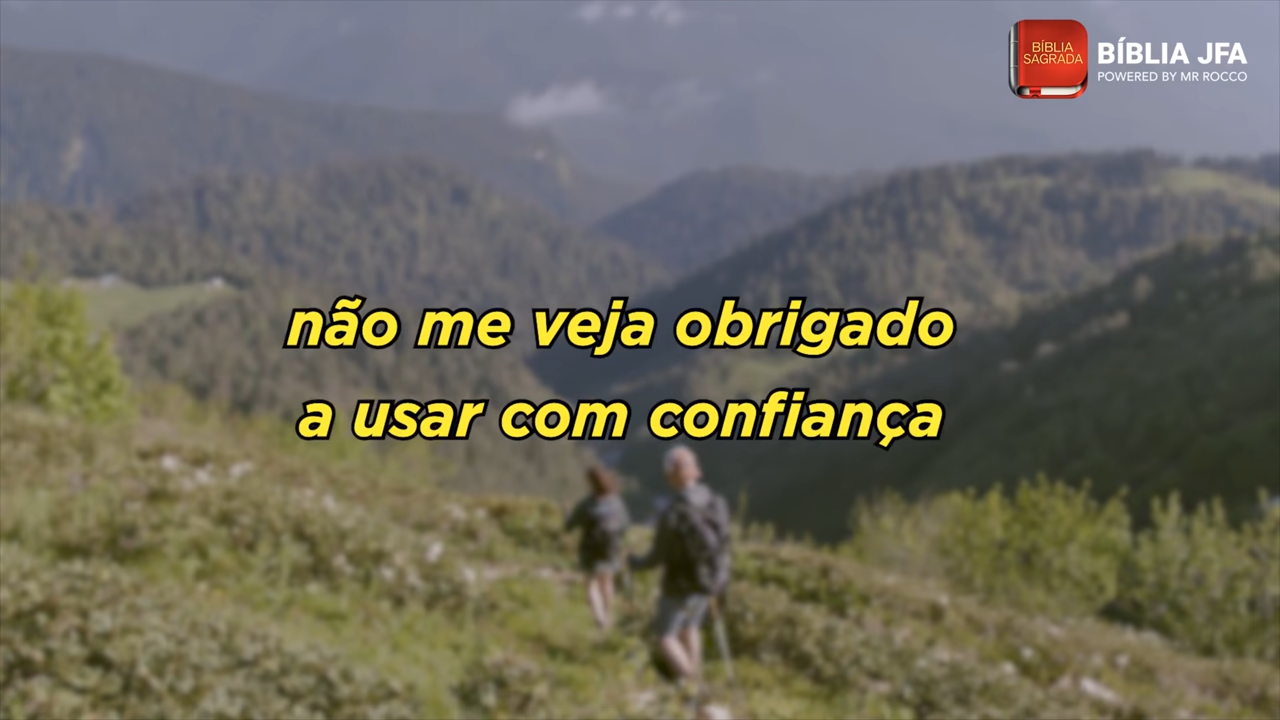 BÍBLIA
SAGRADA
BÍBLIA JFA
POWERED BY MR ROCCO
não me veja obrigado
a usar com confiança